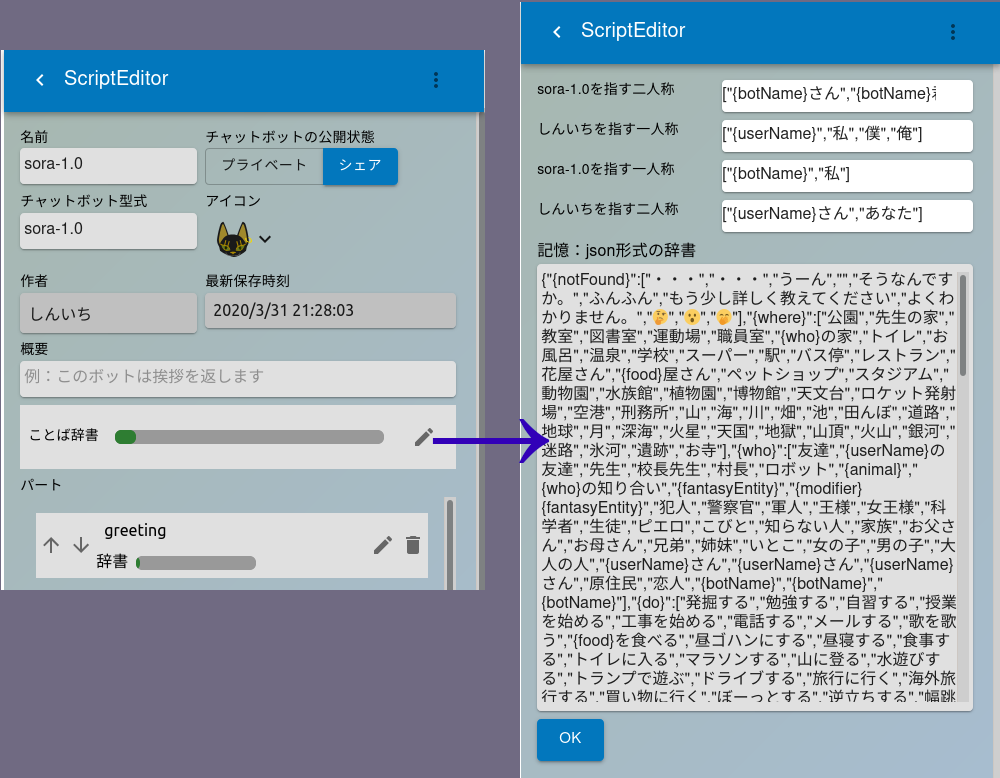 ScriptEditor
名前
チャットボットの公開状態
sora-1.0
プライベート
シェア
チャットボット型式
アイコン
sora-1.0
作者
最新保存時刻
しんいち
2020/3/31 21:28:03
概要
例：このボットは挨拶を返します
ことば辞書
パート
greeting
辞書
ScriptEditor
sora-1.0を指す二人称
["{botName}さん","{botName}
しんいちを指す一人称
["{userName}","私","僕","俺"]
sora-1.0を指す一人称
["{botName}","私"]
しんいちを指す二人称
["{userName}さん","あなた"]
記憶：json形式の辞書
{"{notFound}":["・・・","・・・","うーん","","そうなんです
か。","ふんふん","もう少し詳しく教えてください","よくわ
かりません。","🤔","😮","🤭"],"{where}":["公園","先生の家","
教室","図書室","運動場","職員室","{who}の家","トイレ","お
風呂","温泉","学校","スーパー","駅","バス停","レストラン","
花屋さん","{food}屋さん","ペットショップ","スタジアム","
動物園","水族館","植物園","博物館","天文台","ロケット発射
場","空港","刑務所","山","海","川","畑","池","田んぼ","道路","
地球","月","深海","火星","天国","地獄","山頂","火山","銀河","
迷路","氷河","遺跡","お寺"],"{who}":["友達","{userName}の
友達","先生","校長先生","村長","ロボット","{animal}","
{who}の知り合い","{fantasyEntity}","{modifier}
{fantasyEntity}","犯人","警察官","軍人","王様","女王様","科
学者","生徒","ピエロ","こびと","知らない人","家族","お父さ
ん","お母さん","兄弟","姉妹","いとこ","女の子","男の子","大
人の人","{userName}さん","{userName}さん","{userName}
さん","原住民","恋人","{botName}","{botName}","
{botName}"],"{do}":["発掘する","勉強する","自習する","授業
を始める","工事を始める","電話する","メールする","歌を歌
う","{food}を食べる","昼ゴハンにする","昼寝する","食事す
る","トイレに入る","マラソンする","山に登る","水遊びす
る","トランプで遊ぶ","ドライブする","旅行に行く","海外旅
行する","買い物に行く","ぼーっとする","逆立ちする","幅跳
OK